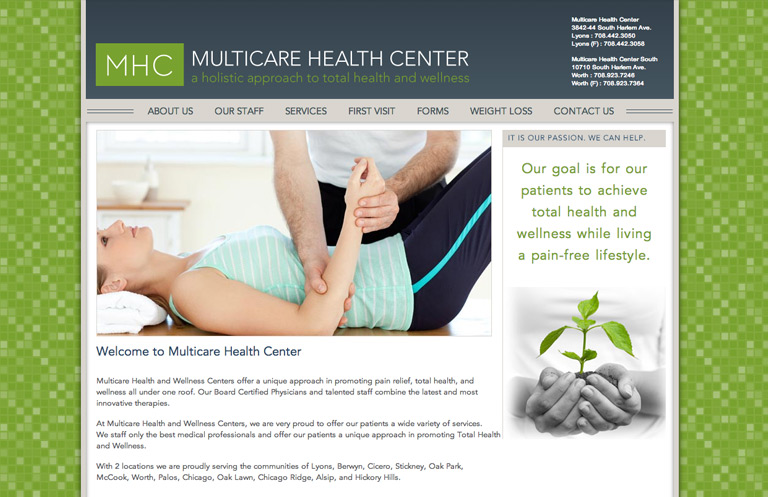 MHC
MULTICARE HEALTH CENTER
a holistic approach to total health and wellness
Multicare Health Center
3842-44 South Harlem Ave.
Lyons : 708.442.3050
Lyons (F) : 708.442.3058
Multicare Health Center South
10710 South Harlem Ave.
Worth : 708.923.7246
Worth (F) : 708.923.7364
ABOUT US OUR STAFF SERVICES FIRST VISIT FORMS WEIGHT LOSS CONTACT US
IT IS OUR PASSION. WE CAN HELP.
Our goal is for our
patients to achieve
total health and
wellness while living
a pain-free lifestyle.
Welcome to Multicare Health Center
Multicare Health and Wellness Centers offer a unique approach in promoting pain relief, total health, and
wellness all under one roof. Our Board Certified Physicians and talented staff combine the latest and most
innovative therapies.
At Multicare Health and Wellness Centers, we are very proud to offer our patients a wide variety of services.
We staff only the best medical professionals and offer our patients a unique approach in promoting Total Health
and Wellness.
With 2 locations we are proudly serving the communities of Lyons, Berwyn, Cicero, Stickney, Oak Park,
McCook, Worth, Palos, Chicago, Oak Lawn, Chicago Ridge, Alsip, and Hickory Hills.